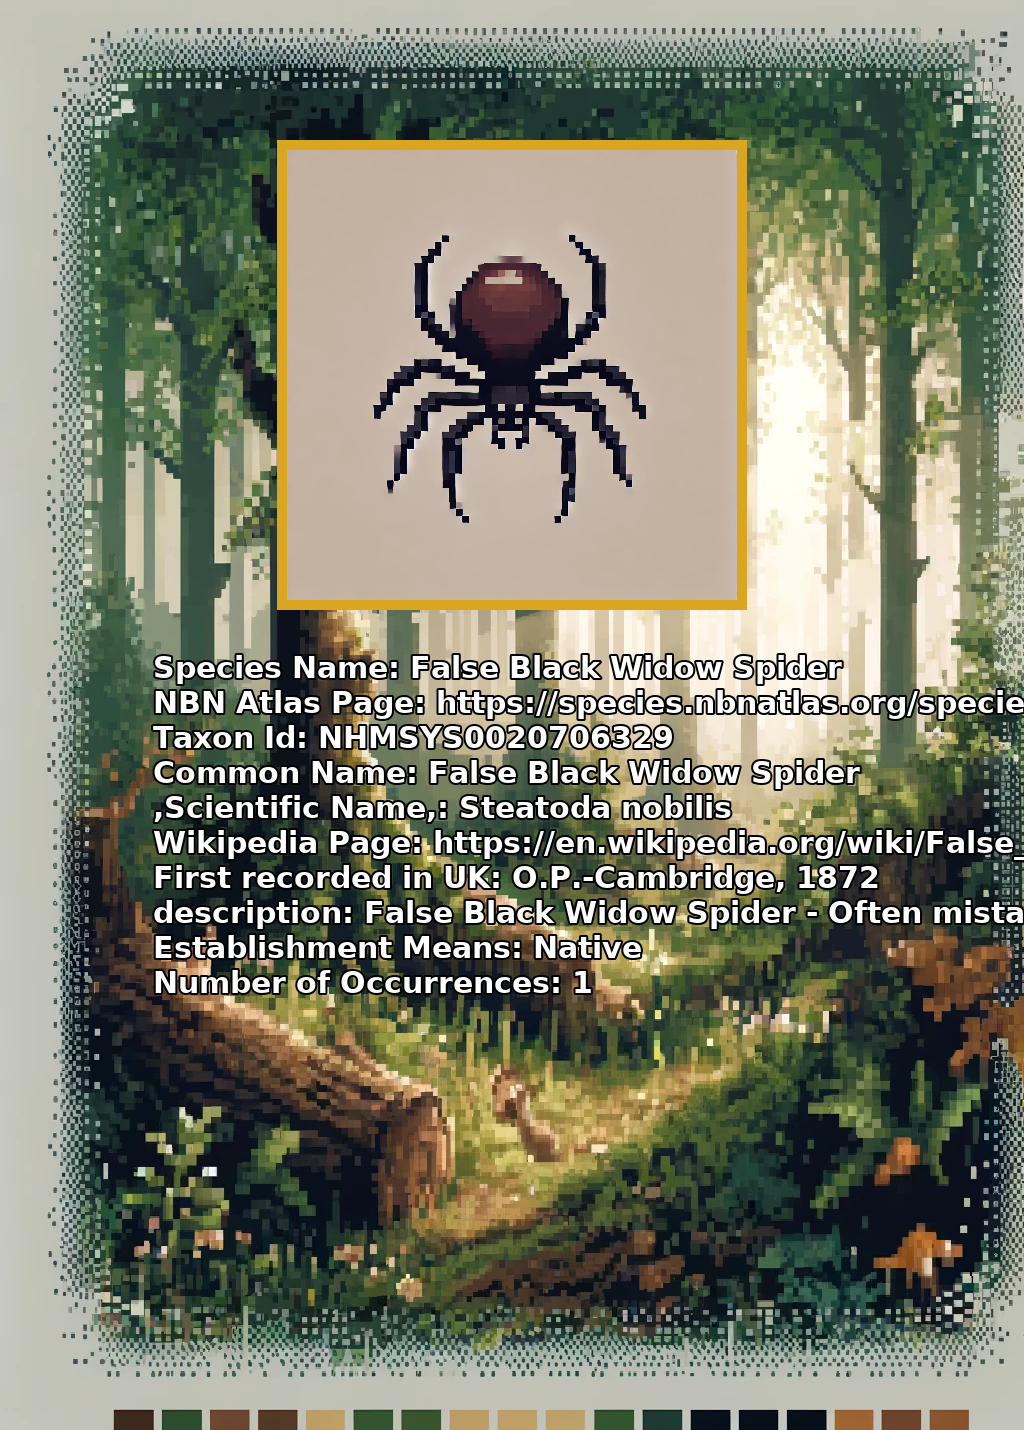 Species Name: False Black Widow Spider
NBN Atlas Page: https://species.nbnatlas.org/specie
Taxon Id: NHMSYS0020706329
Common Name: False Black Widow Spider
,Scientific Name,: Steatoda nobilis
Wikipedia Page: https://en.wikipedia.org/wiki/False_
First recorded in UK: O.P.-Cambridge, 1872
description: False Black Widow Spider - Often mista
Establishment Means: Native
Number of Occurrences: 1